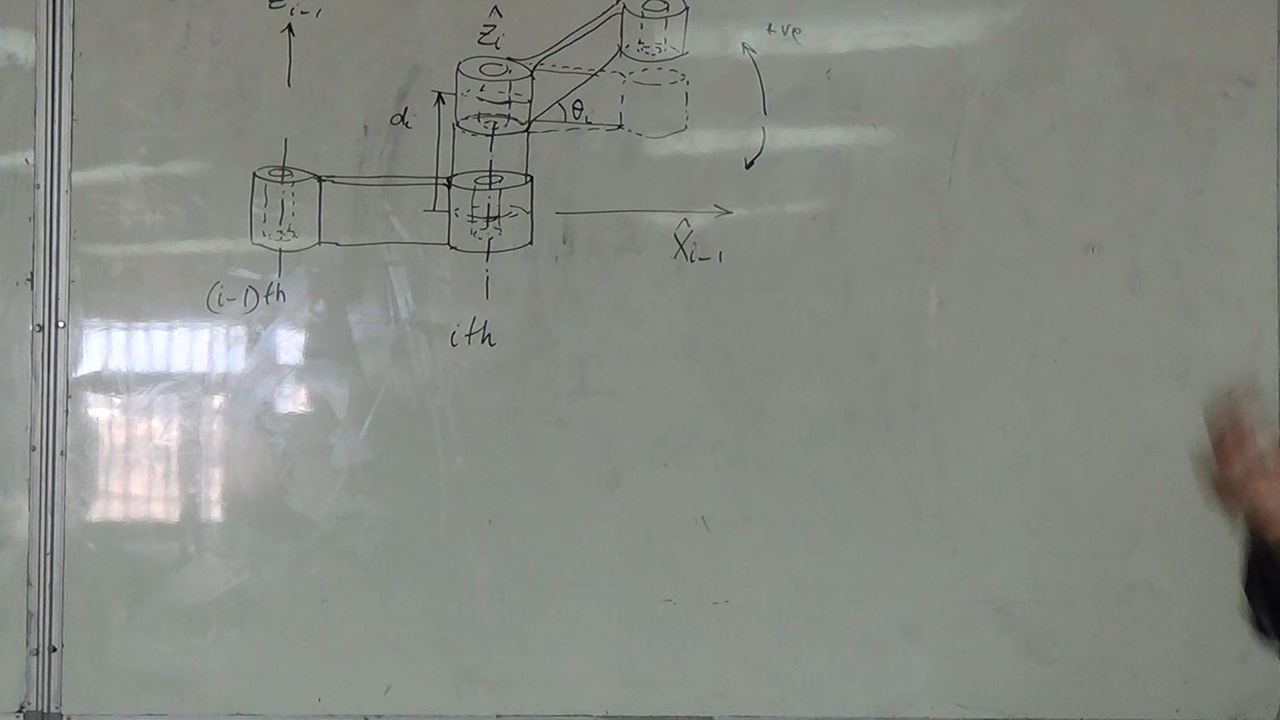 Ẑi
+ve
di
θi
X̂i-1
(i-1)th
ith